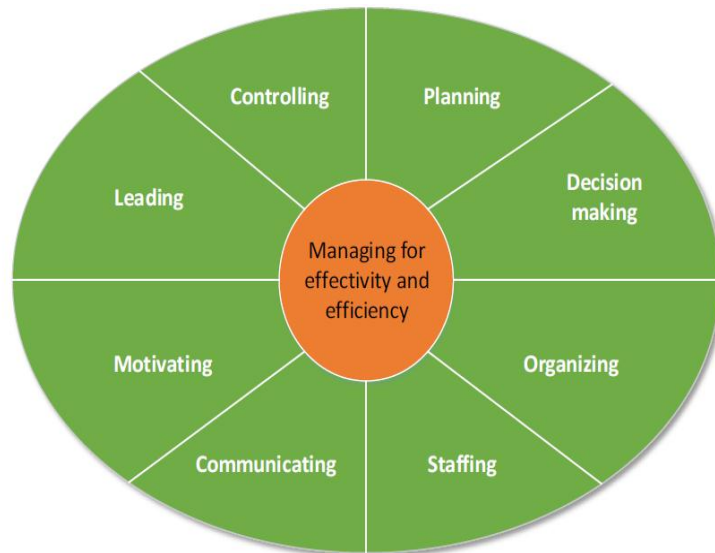 Controlling
Planning
Leading
Decision
making
Managing for
effectivity and
efficiency
Motivating
Organizing
Communicating
Staffing